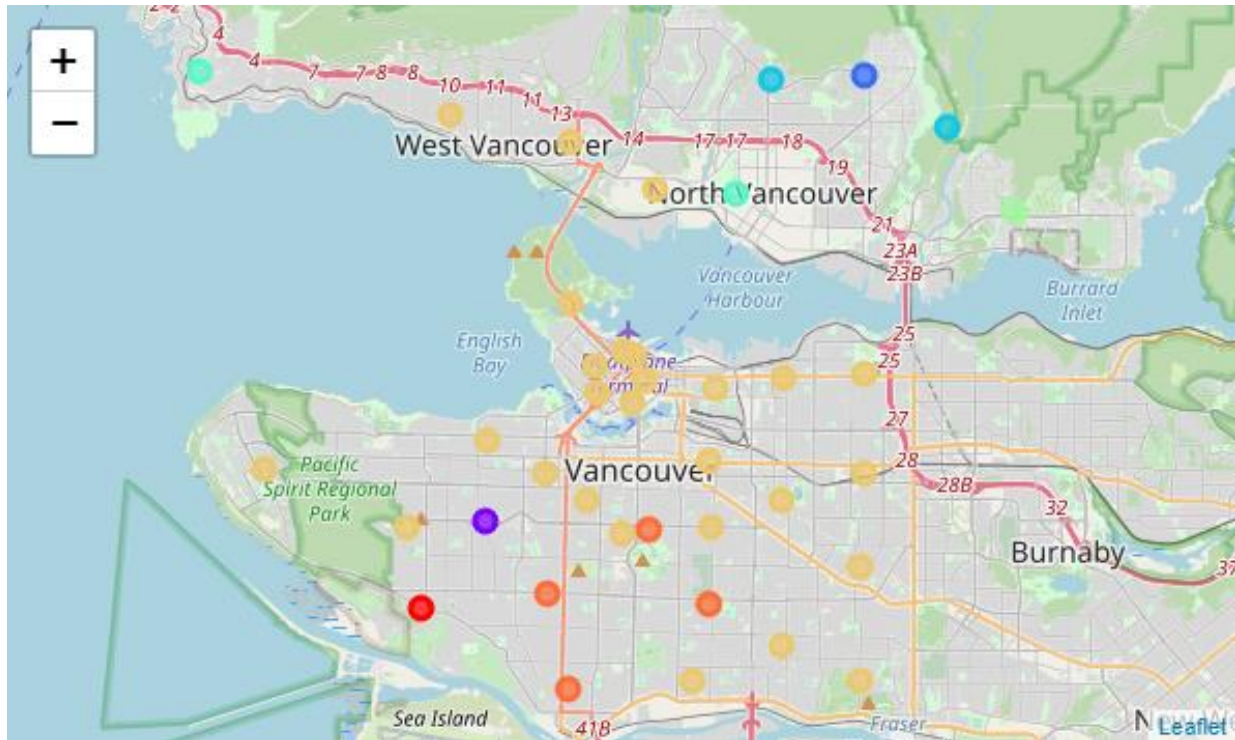 +
−
4
4
7
7
8
8
10
11
11
13
14
17
17
18
19
21
23A
23B
West Vancouver
North Vancouver
Vancouver
Harbour
Burrard
Inlet
English
Bay
25
25
27
28
28B
32
37
Vancouver
Pacific
Spirit Regional
Park
Burnaby
Sea Island
41B
Fraser
Leaflet